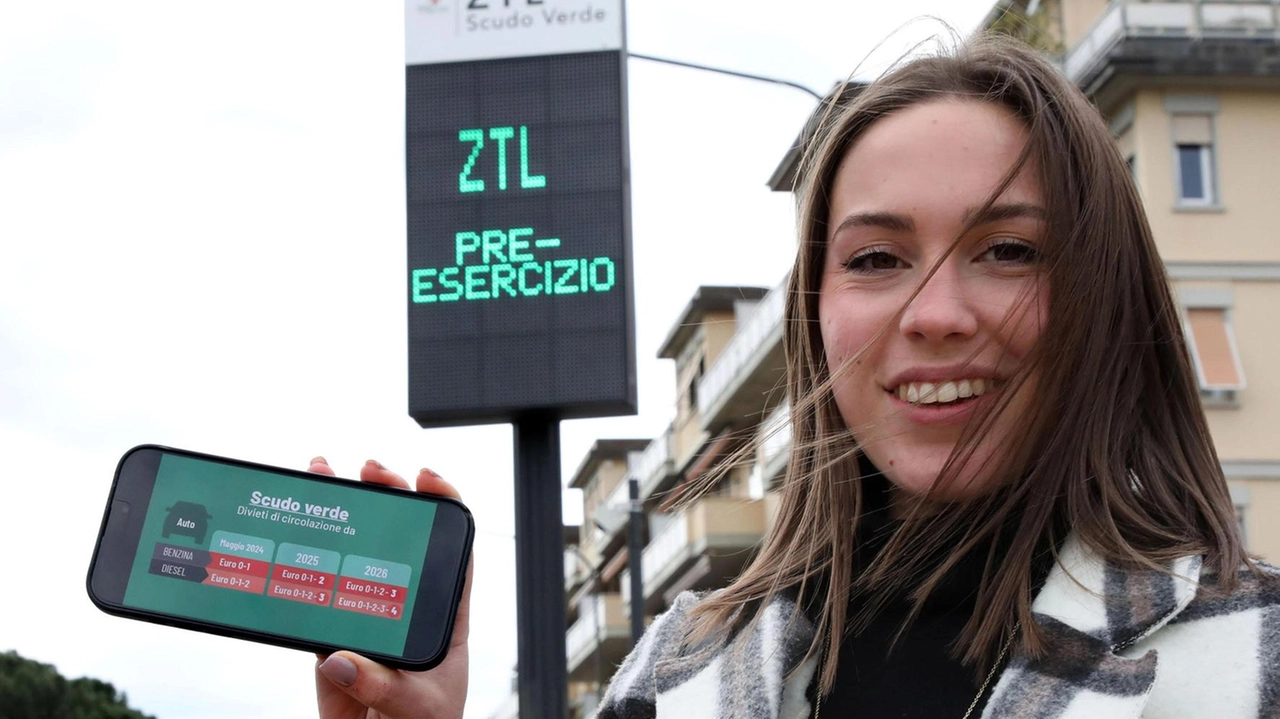 ZTL
Scudo Verde
ZTL
PRE-
ESERCIZIO
Scudo verde
Divieti di circolazione da
Auto
Maggio 2024
2025
2026
BENZINA
Euro 0-1
Euro 0-1-2
Euro 0-1-2-3
DIESEL
Euro 0-1-2
Euro 0-1-2-3
Euro 0-1-2-3-4